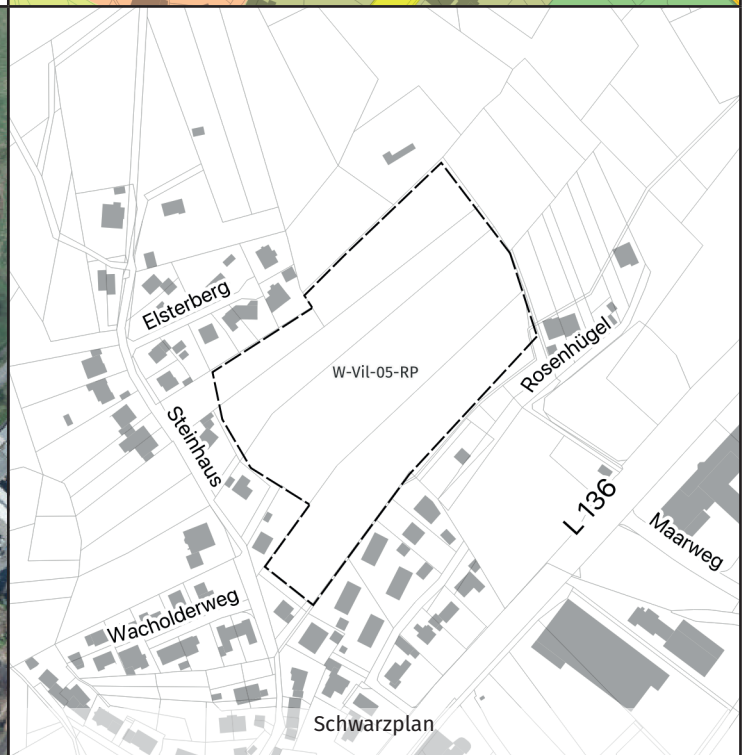 Elsterberg
W-Vil-05-RP
Rosenhügel
Steinhaus
L 136
Maarweg
Wacholderweg
Schwarzplan